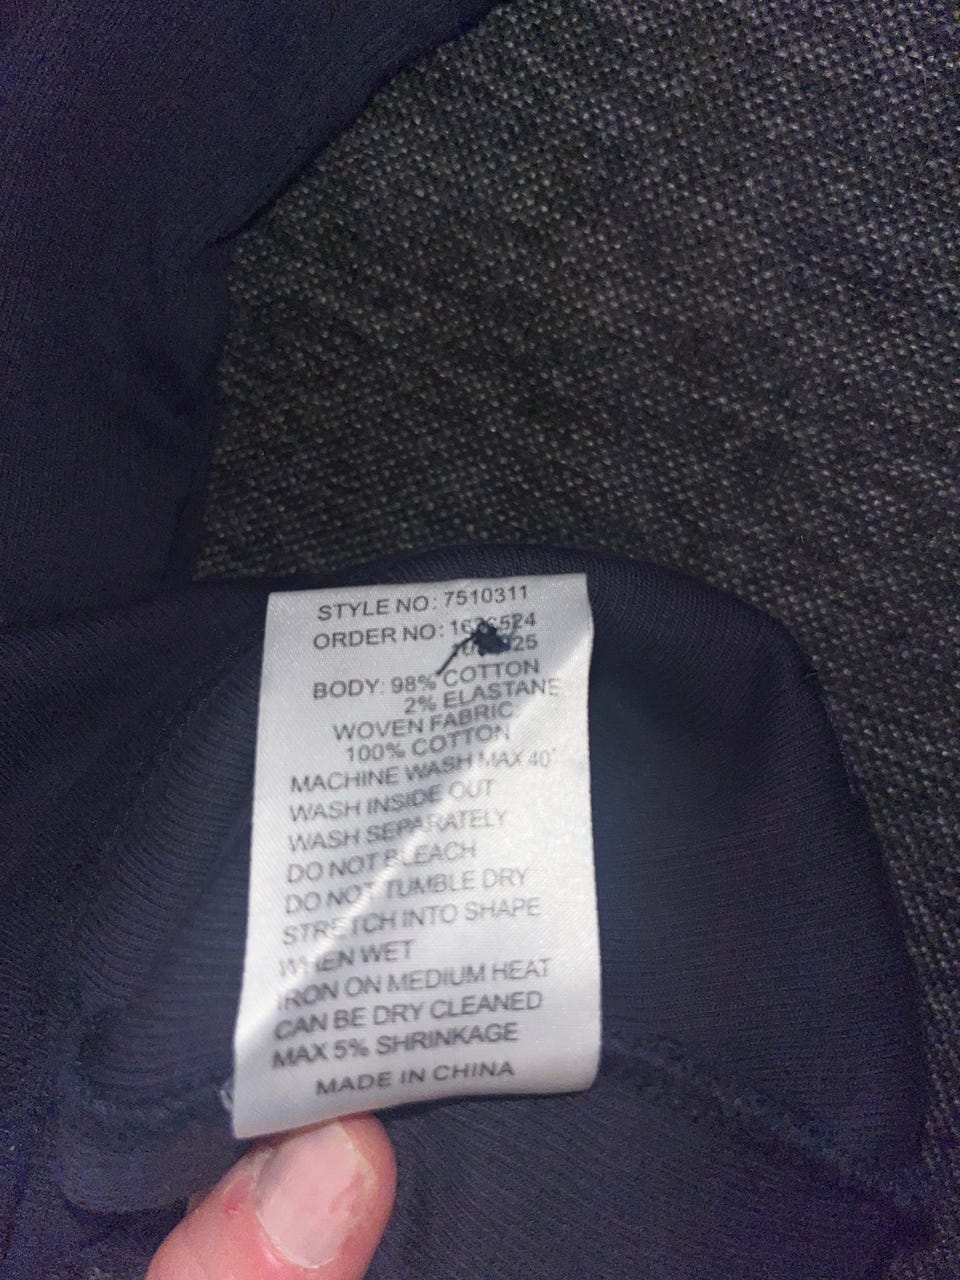 STYLE NO: 7510311
ORDER NO:
BODY: 98% COTTON
2% ELASTANE
WOVEN FABRIC
100% COTTON
MACHINE WASH MAX 40°
WASH INSIDE OUT
WASH SEPARATELY
DO NOT BLEACH
DO NOT TUMBLE DRY
STRETCH INTO SHAPE
WHEN WET
IRON ON MEDIUM HEAT
CAN BE DRY CLEANED
MAX 5% SHRINKAGE
MADE IN CHINA